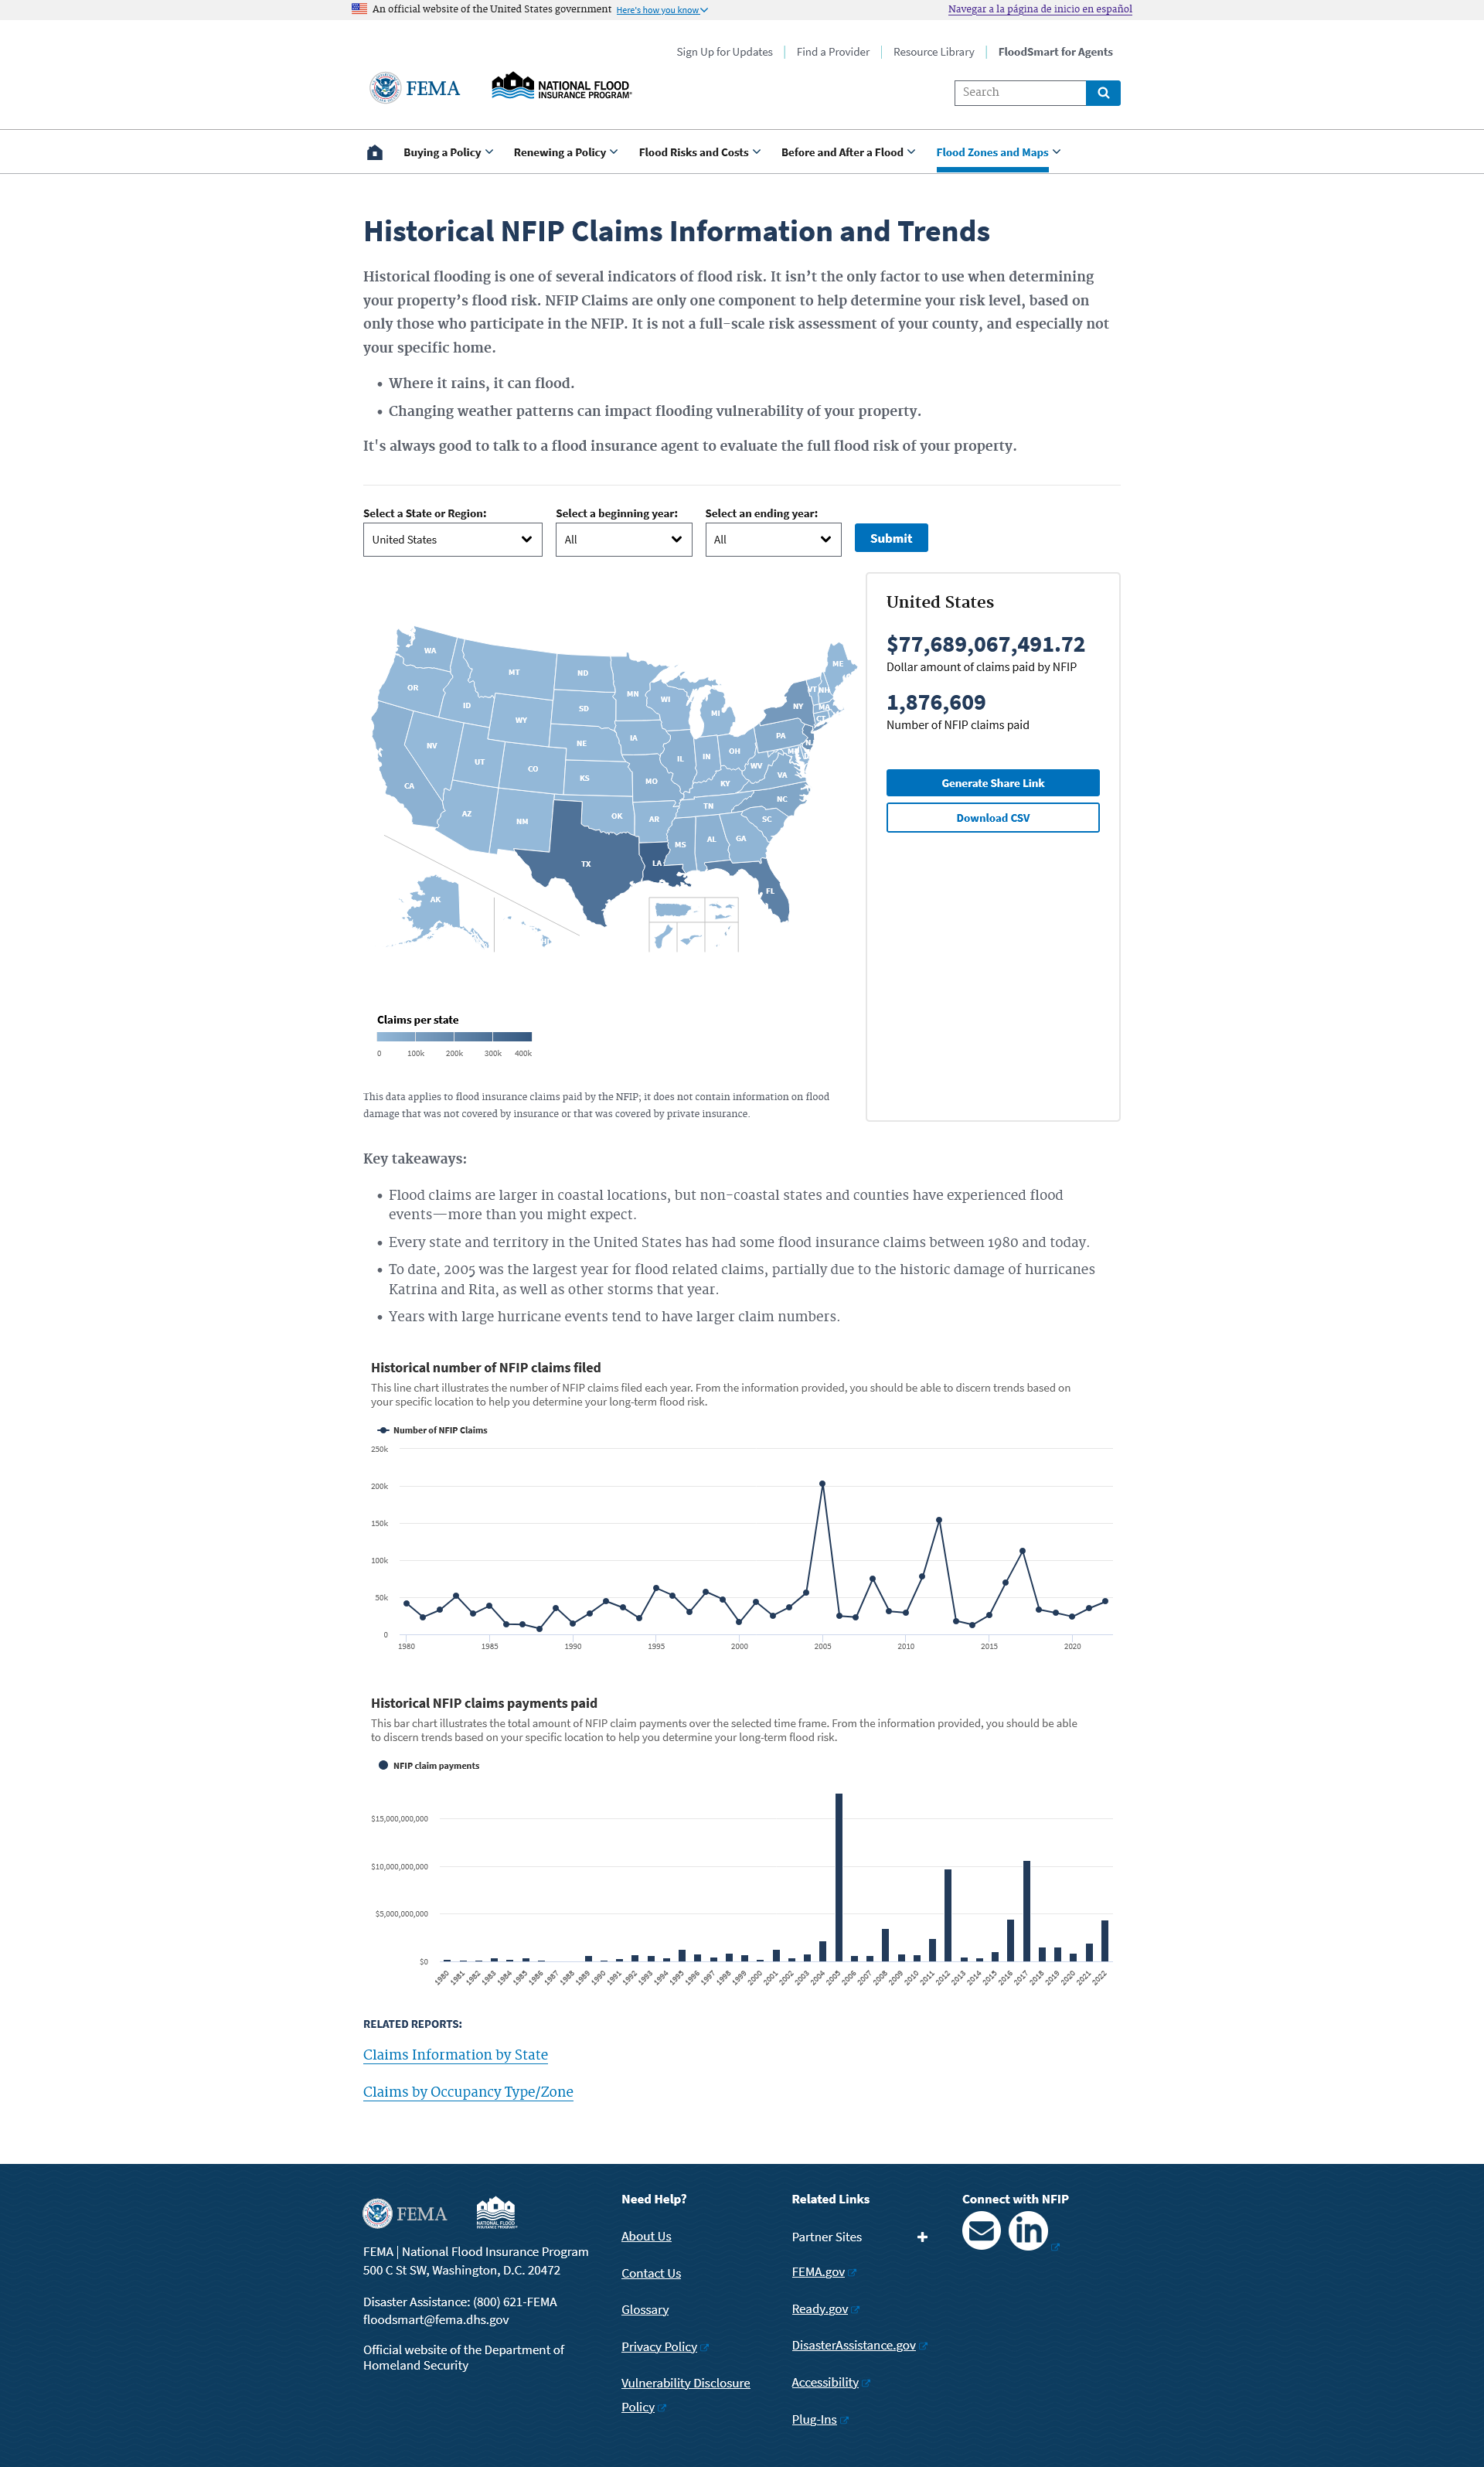 An official website of the United States government Here's how you know
Navegar a la página de inicio en español
Sign Up for Updates Find a Provider Resource Library FloodSmart for Agents
FEMA
NATIONAL FLOOD
INSURANCE PROGRAM®
Search
Buying a Policy Renewing a Policy Flood Risks and Costs Before and After a Flood Flood Zones and Maps
Historical NFIP Claims Information and Trends
Historical flooding is one of several indicators of flood risk. It isn’t the only factor to use when determining
your property’s flood risk. NFIP Claims are only one component to help determine your risk level, based on
only those who participate in the NFIP. It is not a full-scale risk assessment of your county, and especially not
your specific home.
• Where it rains, it can flood.
• Changing weather patterns can impact flooding vulnerability of your property.
It's always good to talk to a flood insurance agent to evaluate the full flood risk of your property.
Select a State or Region: Select a beginning year: Select an ending year:
United States All All Submit
United States
$77,689,067,491.72
Dollar amount of claims paid by NFIP
1,876,609
Number of NFIP claims paid
Generate Share Link
Download CSV
WA
MT
ND
ME
OR
MN
VT NH
ID
WI
SD
NY
MA
WY
MI
CT
IA
PA
NV
NE
OH
IL
IN
UT
WV
CO
VA
KS
MO
KY
CA
NC
TN
AZ
OK
AR
SC
NM
AL
GA
MS
TX
LA
FL
AK
Claims per state
0 100k 200k 300k 400k
This data applies to flood insurance claims paid by the NFIP; it does not contain information on flood
damage that was not covered by insurance or that was covered by private insurance.
Key takeaways:
• Flood claims are larger in coastal locations, but non-coastal states and counties have experienced flood
events—more than you might expect.
• Every state and territory in the United States has had some flood insurance claims between 1980 and today.
• To date, 2005 was the largest year for flood related claims, partially due to the historic damage of hurricanes
Katrina and Rita, as well as other storms that year.
• Years with large hurricane events tend to have larger claim numbers.
Historical number of NFIP claims filed
This line chart illustrates the number of NFIP claims filed each year. From the information provided, you should be able to discern trends based on
your specific location to help you determine your long-term flood risk.
Number of NFIP Claims
250k
200k
150k
100k
50k
0
1980 1985 1990 1995 2000 2005 2010 2015 2020
Historical NFIP claims payments paid
This bar chart illustrates the total amount of NFIP claim payments over the selected time frame. From the information provided, you should be able
to discern trends based on your specific location to help you determine your long-term flood risk.
NFIP claim payments
$15,000,000,000
$10,000,000,000
$5,000,000,000
$0
1980 1981 1982 1983 1984 1985 1986 1987 1988 1989 1990 1991 1992 1993 1994 1995 1996 1997 1998 1999 2000 2001 2002 2003 2004 2005 2006 2007 2008 2009 2010 2011 2012 2013 2014 2015 2016 2017 2018 2019 2020 2021 2022
RELATED REPORTS:
Claims Information by State
Claims by Occupancy Type/Zone
FEMA
NATIONAL FLOOD
INSURANCE PROGRAM®
FEMA | National Flood Insurance Program
500 C St SW, Washington, D.C. 20472
Disaster Assistance: (800) 621-FEMA
floodsmart@fema.dhs.gov
Official website of the Department of
Homeland Security
Need Help?
About Us
Contact Us
Glossary
Privacy Policy
Vulnerability Disclosure
Policy
Related Links
Partner Sites
FEMA.gov
Ready.gov
DisasterAssistance.gov
Accessibility
Plug-Ins
Connect with NFIP
in